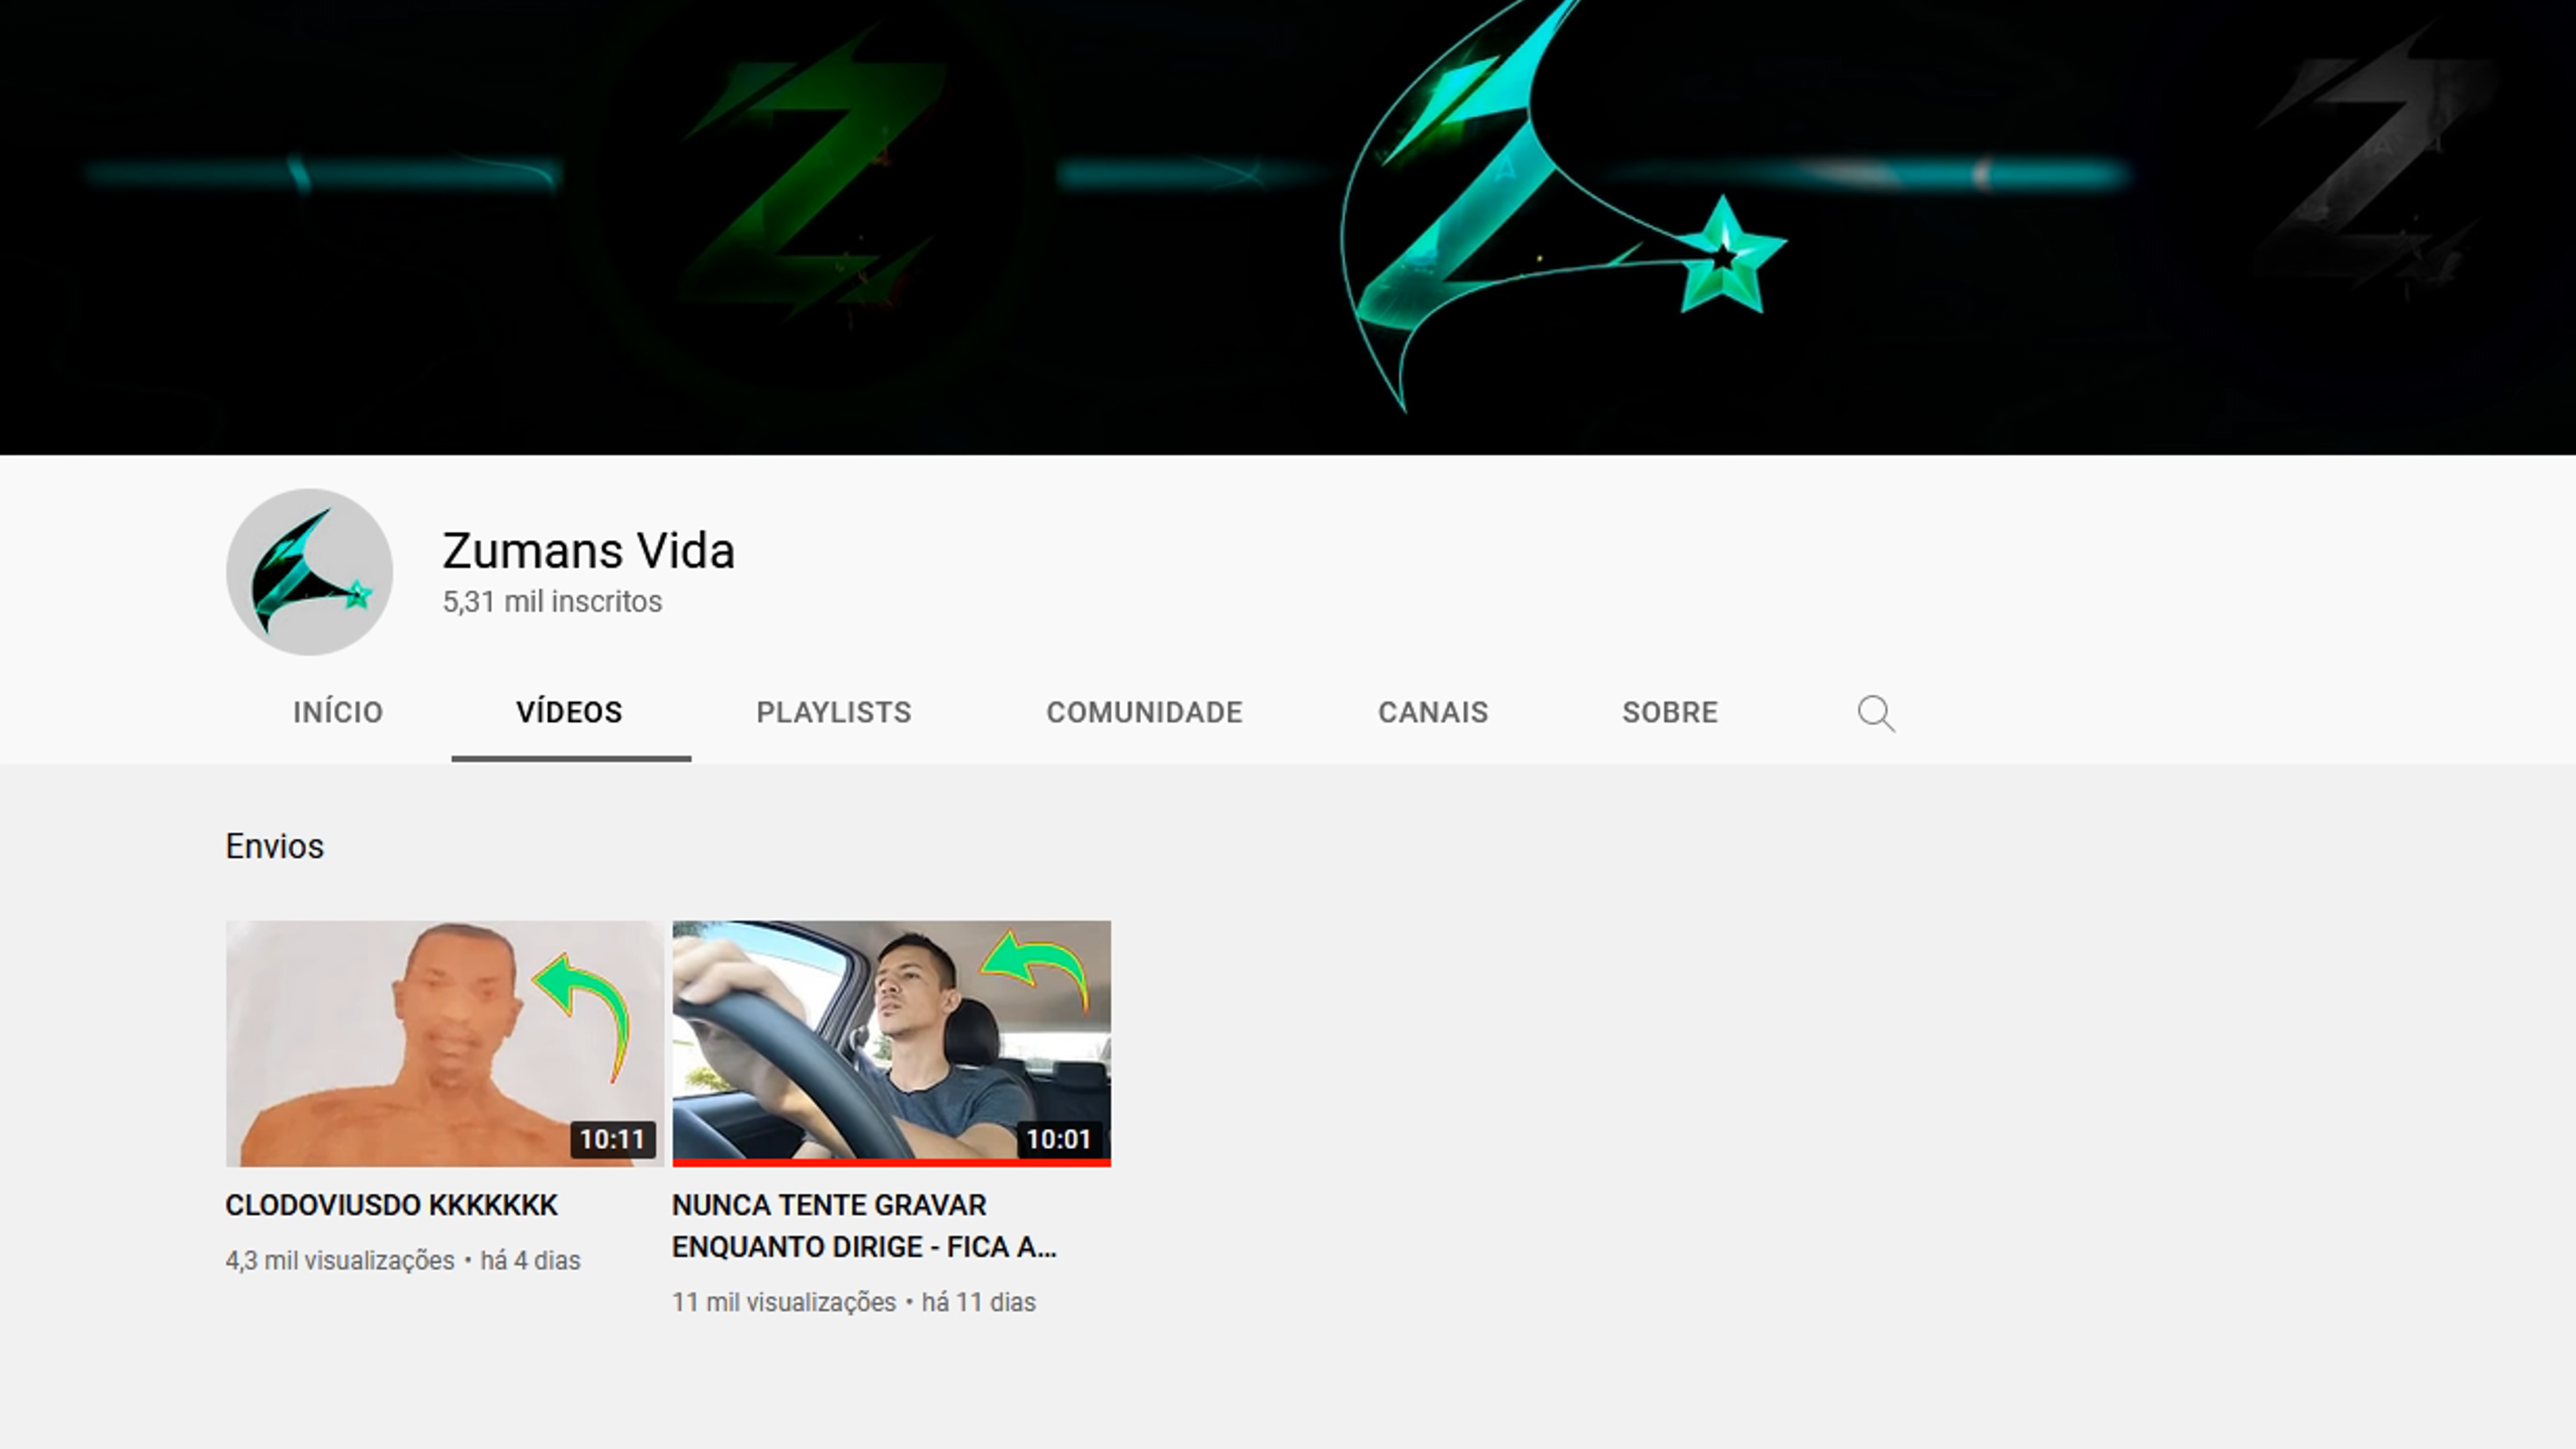 Z
Z
Zumans Vida
5,31 mil inscritos
INÍCIO VÍDEOS PLAYLISTS COMUNIDADE CANAIS SOBRE
Envios
10:11
10:01
CLODOVIUSDO KKKKKKK
4,3 mil visualizações • há 4 dias
NUNCA TENTE GRAVAR
ENQUANTO DIRIGE - FICA A...
11 mil visualizações • há 11 dias